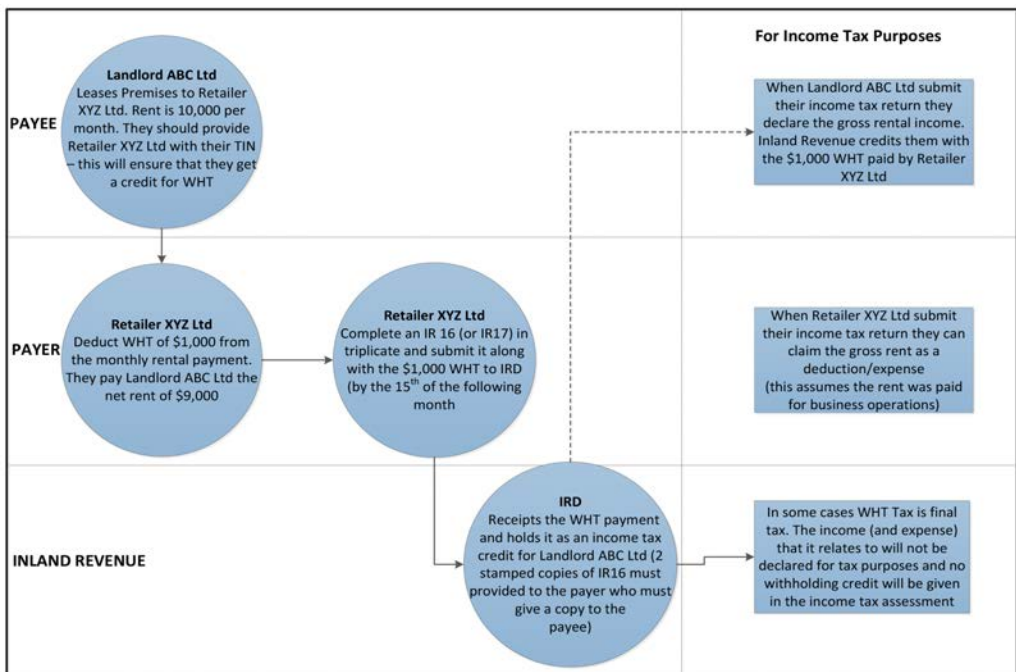 For Income Tax Purposes
PAYEE
Landlord ABC Ltd
Leases Premises to Retailer
XYZ Ltd. Rent is 10,000 per
month. They should provide
Retailer XYZ Ltd with their TIN
– this will ensure that they get
a credit for WHT
When Landlord ABC Ltd submit
their income tax return they
declare the gross rental income.
Inland Revenue credits them with
the $1,000 WHT paid by Retailer
XYZ Ltd
PAYER
Retailer XYZ Ltd
Deduct WHT of $1,000 from
the monthly rental payment.
They pay Landlord ABC Ltd the
net rent of $9,000
Retailer XYZ Ltd
Complete an IR 16 (or IR17) in
triplicate and submit it along
with the $1,000 WHT to IRD
(by the 15th of the following
month
When Retailer XYZ Ltd submit
their income tax return they can
claim the gross rent as a
deduction/expense
(this assumes the rent was paid
for business operations)
INLAND REVENUE
IRD
Receipts the WHT payment
and holds it as an income tax
credit for Landlord ABC Ltd (2
stamped copies of IR16 must
provided to the payer who must
give a copy to the
payee)
In some cases WHT Tax is final
tax. The income (and expense)
that it relates to will not be
declared for tax purposes and no
withholding credit will be given
in the income tax assessment